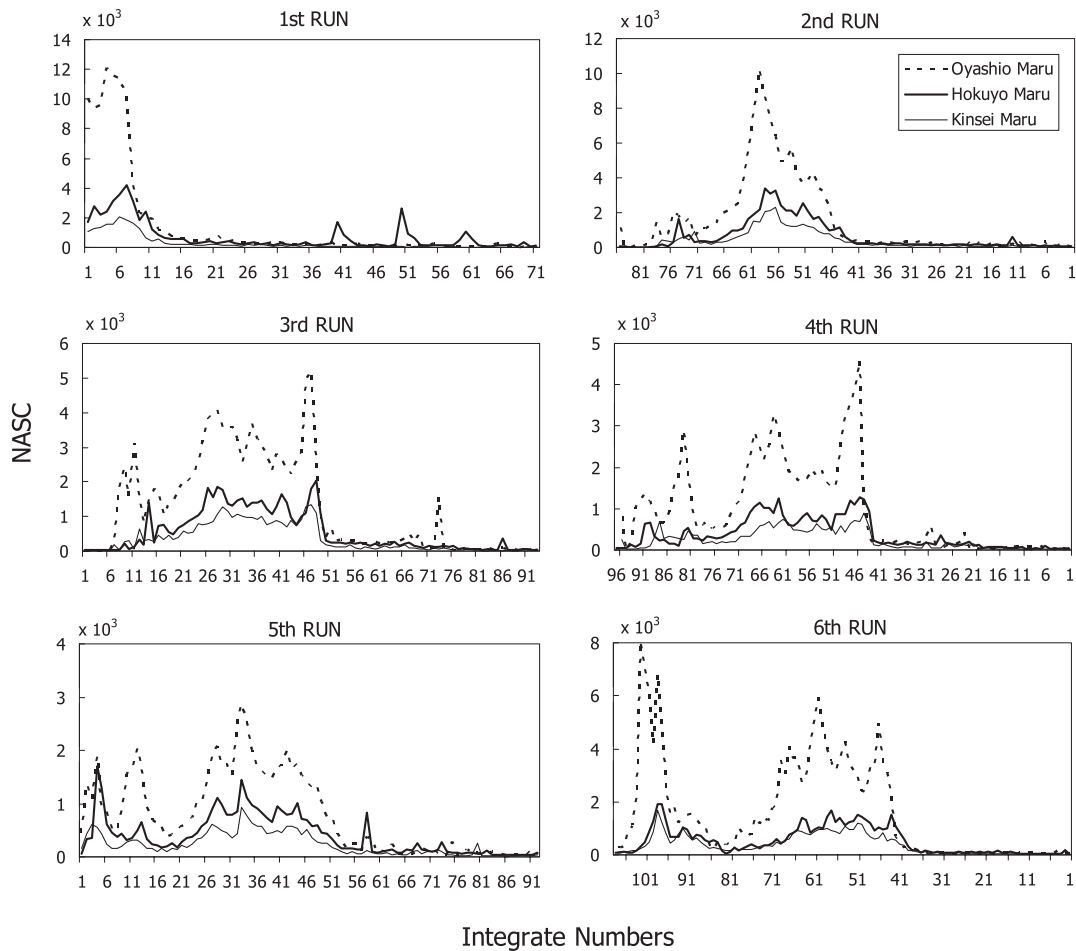 1st RUN
x 10³
14
12
10
8
6
4
2
0
1 6 11 16 21 26 31 36 41 46 51 56 61 66 71
2nd RUN
x 10³
12
10
8
6
4
2
0
81 76 71 66 61 56 51 46 41 36 31 26 21 16 11 6 1
Oyashio Maru
Hokuyo Maru
Kinsei Maru
3rd RUN
x 10³
6
5
4
3
2
1
0
1 6 11 16 21 26 31 36 41 46 51 56 61 66 71 76 81 86 91
4th RUN
x 10³
5
4
3
2
1
0
96 91 86 81 76 71 66 61 56 51 46 41 36 31 26 21 16 11 6 1
NASC
5th RUN
x 10³
4
3
2
1
0
1 6 11 16 21 26 31 36 41 46 51 56 61 66 71 76 81 86 91
6th RUN
x 10³
8
6
4
2
0
101 91 81 71 61 51 41 31 21 11 1
Integrate Numbers